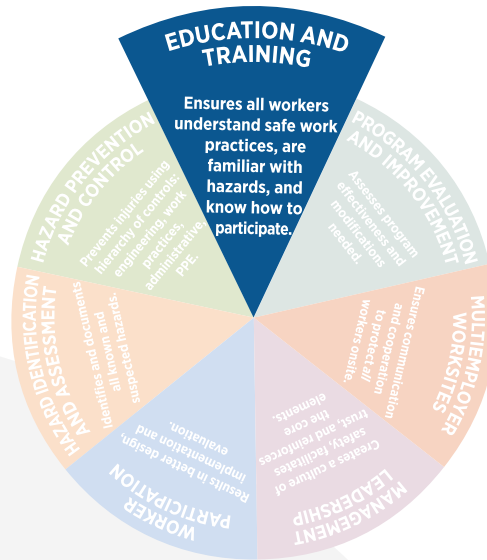 EDUCATION AND
TRAINING
Ensures all workers
understand safe work
practices, are
familiar with
hazards, and
know how to
participate.
PROGRAM EVALUATION
AND IMPROVEMENT
Assesses program
effectiveness and
modifications
needed.
MULTIEMPLOYER
WORKSITES
Ensures communication
and cooperation
to protect all
workers onsite.
MANAGEMENT
LEADERSHIP
Creates a culture of
safety, facilitates
trust, and reinforces
the core
elements.
WORKER
PARTICIPATION
Results in better design,
implementation and
evaluation.
HAZARD IDENTIFICATION
AND ASSESSMENT
Identifies and documents
all known and
suspected hazards.
HAZARD PREVENTION
AND CONTROL
Prevents injuries using
hierarchy of controls:
engineering, work
practices,
administrative,
PPE.